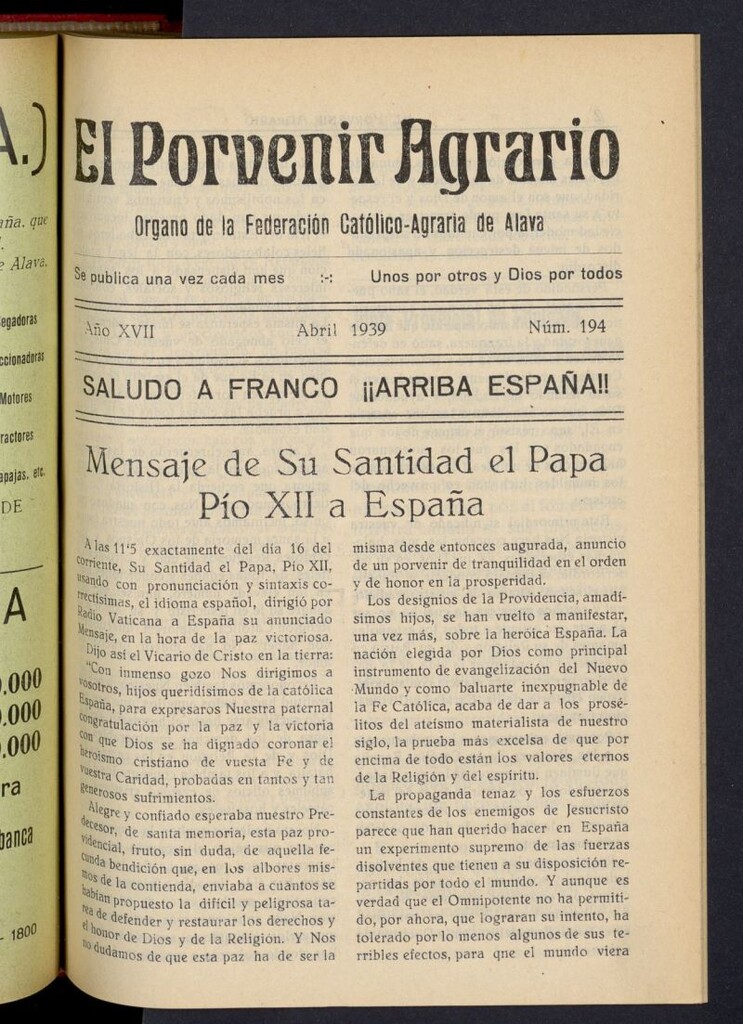 A.)
aña. que
e Alava.
egadoras
ccionadoras
Motores
ractores
apajas. etc.
DE
A
0.000
0.000
0.000
ra
banca
- 1800
El Porvenir Agrario
Organo de la Federación Católico-Agraria de Alava
Se publica una vez cada mes :-: Unos por otros y Dios por todos
Año XVII Abril 1939 Núm. 194
SALUDO A FRANCO ¡¡ARRIBA ESPAÑA!!
Mensaje de Su Santidad el Papa
Pío XII a España
A las 11'5 exactamente del día 16 del
corriente, Su Santidad el Papa, Pío XII,
usando con pronunciación y sintaxis co-
rrectísimas, el idioma español, dirigió por
Radio Vaticana a España su anunciado
Mensaje, en la hora de la paz victoriosa.
Dijo así el Vicario de Cristo en la tierra:
"Con inmenso gozo Nos dirigimos a
vosotros, hijos queridísimos de la católica
España, para expresaros Nuestra paternal
congratulación por la paz y la victoria
con que Dios se ha dignado coronar el
heroismo cristiano de vuesta Fe y de
vuestra Caridad, probadas en tantos y tan
generosos sufrimientos.
Alegre y confiado esperaba nuestro Pre-
decesor, de santa memoria, esta paz pro-
videncial, fruto, sin duda, de aquella fe-
cunda bendición que, en los albores mis-
mos de la contienda, enviaba a cuantos se
habían propuesto la difícil y peligrosa ta-
rea de defender y restaurar los derechos y
el honor de Dios y de la Religión. Y Nos
no dudamos de que esta paz ha de ser la
misma desde entonces augurada, anuncio
de un porvenir de tranquilidad en el orden
y de honor en la prosperidad.
Los designios de la Providencia, amadí-
simos hijos, se han vuelto a manifestar,
una vez más, sobre la heróica España. La
nación elegida por Dios como principal
instrumento de evangelización del Nuevo
Mundo y como baluarte inexpugnable de
la Fe Católica, acaba de dar a los prosé-
litos del ateísmo materialista de nuestro
siglo, la prueba más excelsa de que por
encima de todo están los valores eternos
de la Religión y del espíritu.
La propaganda tenaz y los esfuerzos
constantes de los enemigos de Jesucristo
parece que han querido hacer en España
un experimento supremo de las fuerzas
disolventes que tienen a su disposición re-
partidas por todo el mundo. Y aunque es
verdad que el Omnipotente no ha permiti-
do, por ahora, que lograran su intento, ha
tolerado por lo menos algunos de sus te-
rribles efectos, para qne el mundo viera